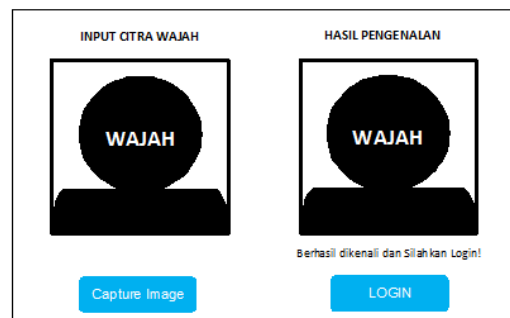 INPUT CITRA WAJAH
WAJAH
Capture Image
HASIL PENGENALAN
WAJAH
Berhasil dikenali dan Silahkan Login!
LOGIN